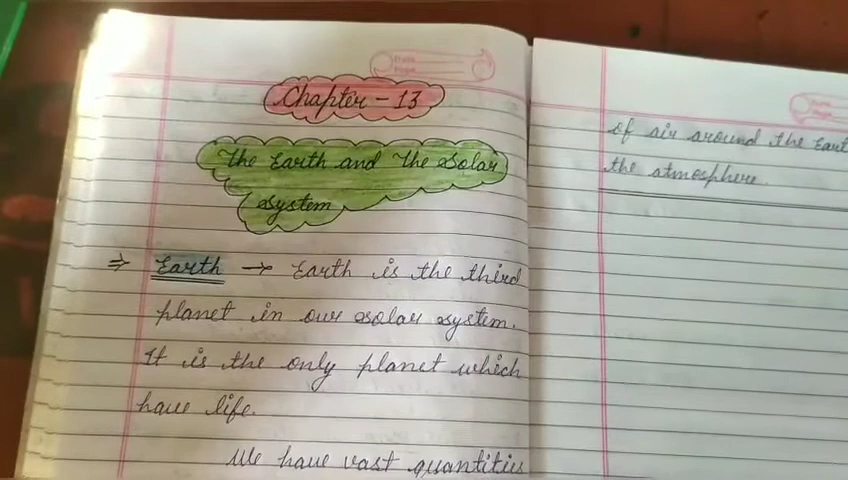 Chapter - 13
The Earth and The Solar
System
⇒ Earth → Earth is the third
planet in our solar system.
It is the only planet which
have life.
We have vast quantities
of air around the Eart
the atmosphere.